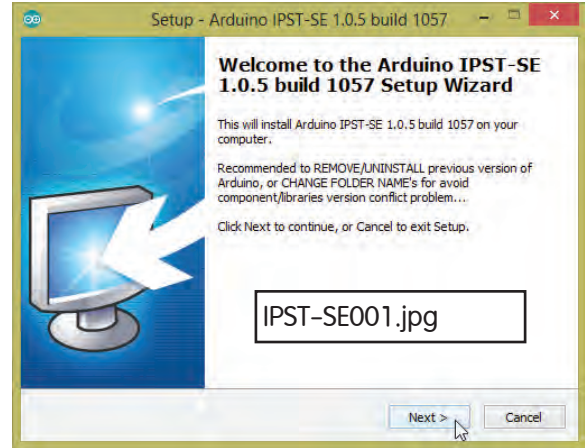 Setup - Arduino IPST-SE 1.0.5 build 1057
Welcome to the Arduino IPST-SE
1.0.5 build 1057 Setup Wizard
This will install Arduino IPST-SE 1.0.5 build 1057 on your
computer.
Recommended to REMOVE/UNINSTALL previous version of
Arduino, or CHANGE FOLDER NAME's for avoid
component/libraries version conflict problem...
Click Next to continue, or Cancel to exit Setup.
IPST-SE001.jpg
Next >
Cancel